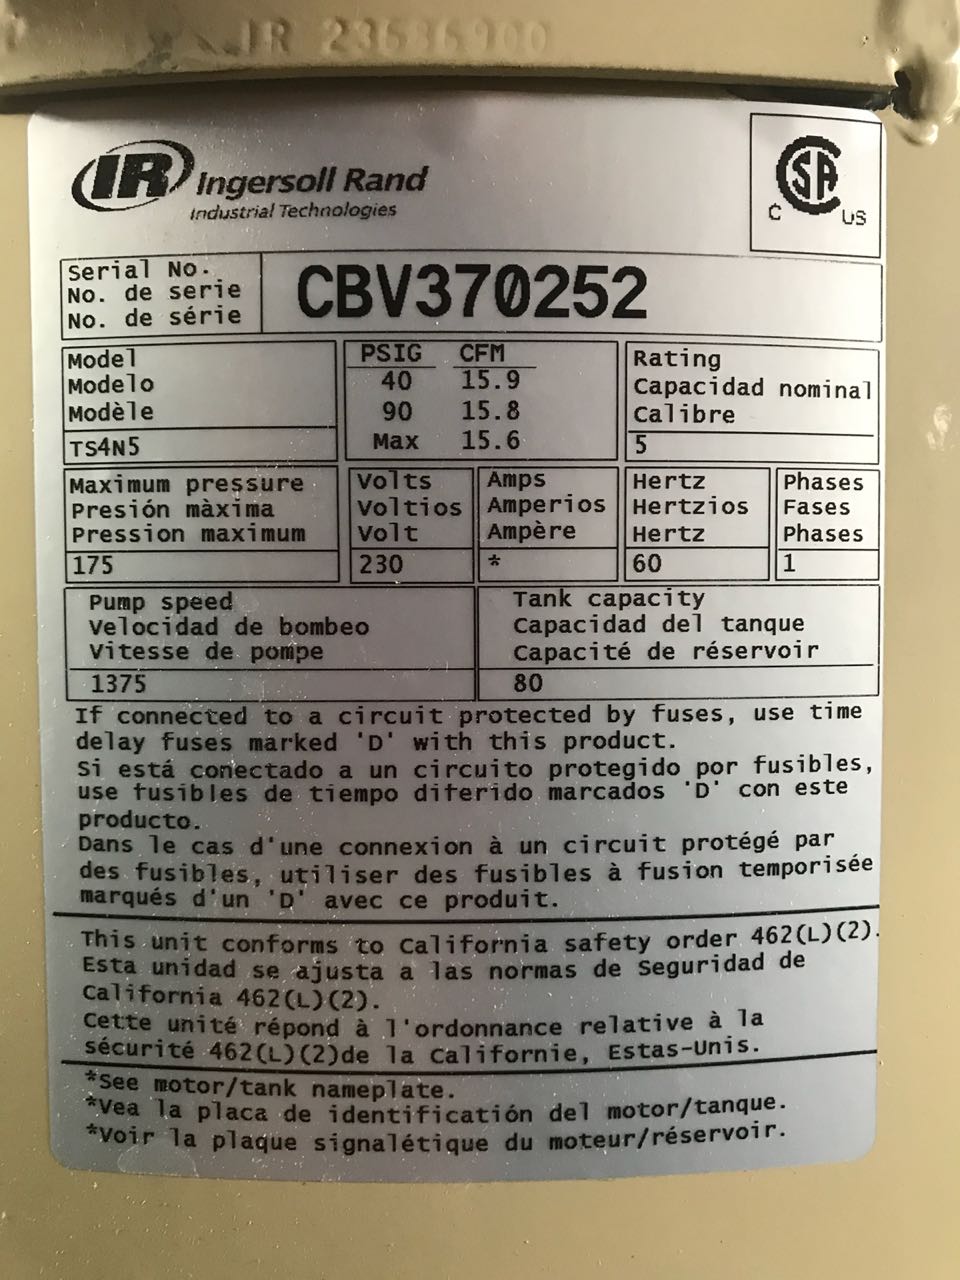 IR 23686900
IR Ingersoll Rand
Industrial Technologies
CSA
C US
Serial No.
No. de serie
No. de série
CBV370252
Model
Modelo
Modèle
TS4N5
PSIG CFM
40 15.9
90 15.8
Max 15.6
Rating
Capacidad nominal
Calibre
5
Maximum pressure
Presión màxima
Pression maximum
175
Volts
Voltios
Volt
230
Amps
Amperios
Ampère
*
Hertz
Hertzios
Hertz
60
Phases
Fases
Phases
1
Pump speed
Velocidad de bombeo
Vitesse de pompe
1375
Tank capacity
Capacidad del tanque
Capacité de réservoir
80
If connected to a circuit protected by fuses, use time
delay fuses marked 'D' with this product.
Si está conectado a un circuito protegido por fusibles,
use fusibles de tiempo diferido marcados 'D' con este
producto.
Dans le cas d'une connexion à un circuit protégé par
des fusibles, utiliser des fusibles à fusion temporisée
marqués d'un 'D' avec ce produit.
This unit conforms to California safety order 462(L)(2).
Esta unidad se ajusta a las normas de Seguridad de
California 462(L)(2).
Cette unité répond à l'ordonnance relative à la
sécurité 462(L)(2)de la Californie, Estas-Unis.
*See motor/tank nameplate.
*Vea la placa de identificación del motor/tanque.
*Voir la plaque signalétique du moteur/réservoir.